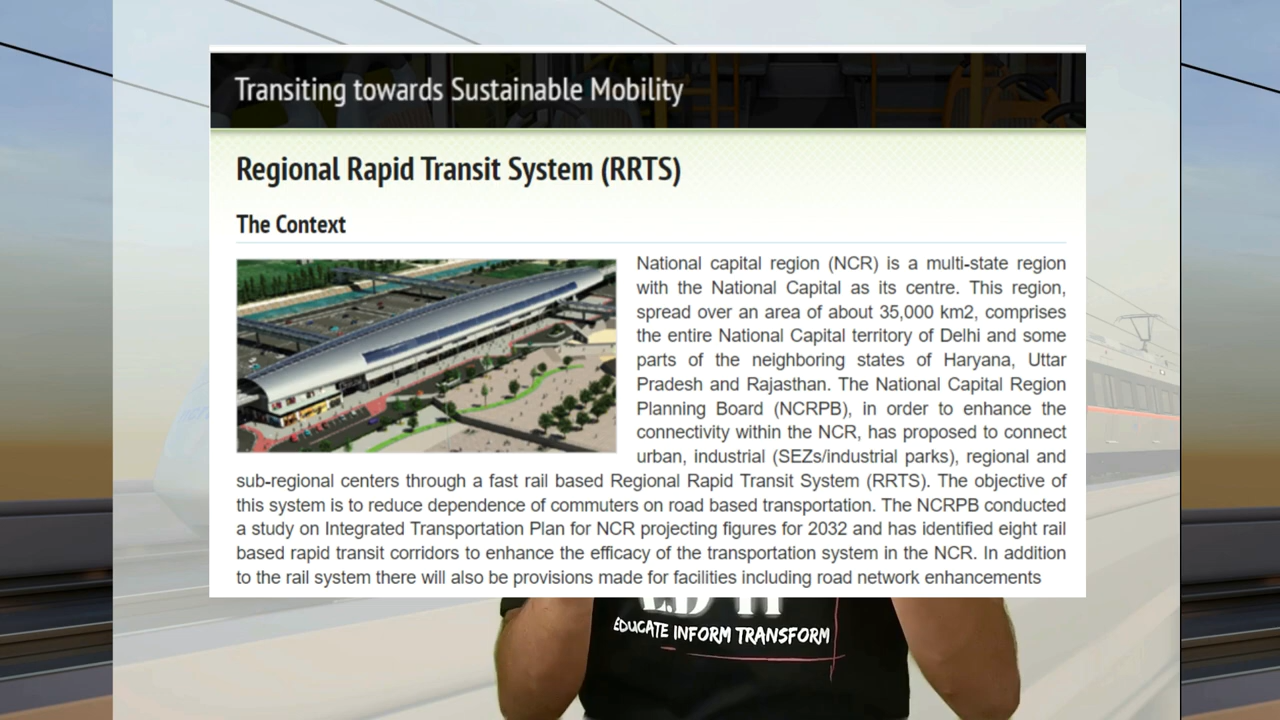 Transiting towards Sustainable Mobility
Regional Rapid Transit System (RRTS)
The Context
National capital region (NCR) is a multi-state region
with the National Capital as its centre. This region,
spread over an area of about 35,000 km2, comprises
the entire National Capital territory of Delhi and some
parts of the neighboring states of Haryana, Uttar
Pradesh and Rajasthan. The National Capital Region
Planning Board (NCRPB), in order to enhance the
connectivity within the NCR, has proposed to connect
urban, industrial (SEZs/industrial parks), regional and
sub-regional centers through a fast rail based Regional Rapid Transit System (RRTS). The objective of
this system is to reduce dependence of commuters on road based transportation. The NCRPB conducted
a study on Integrated Transportation Plan for NCR projecting figures for 2032 and has identified eight rail
based rapid transit corridors to enhance the efficacy of the transportation system in the NCR. In addition
to the rail system there will also be provisions made for facilities including road network enhancements
EDUCATE INFORM TRANSFORM